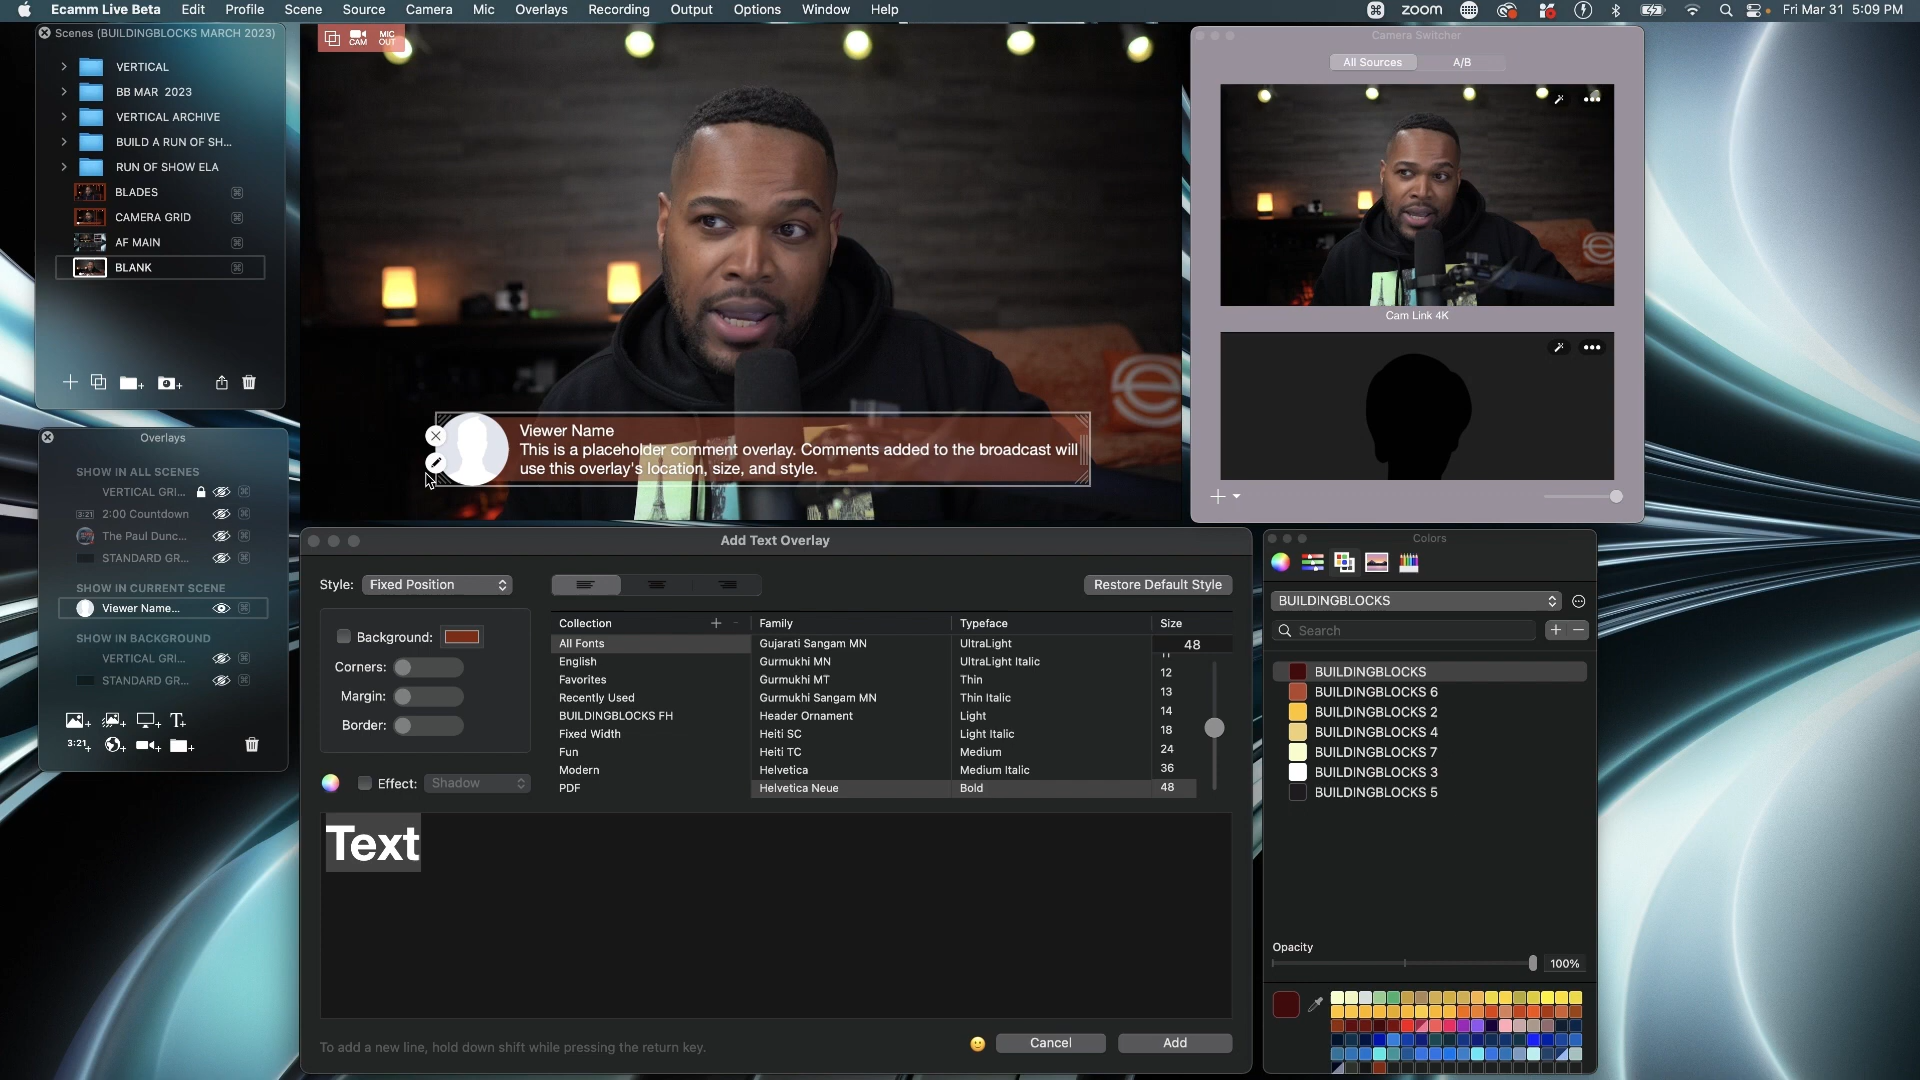 Ecamm Live Beta Edit Profile Scene Source Camera Mic Overlays Recording Output Options Window Help
zoom Fri Mar 31 5:09 PM
Scenes (BUILDINGBLOCKS MARCH 2023)
VERTICAL
BB MAR 2023
VERTICAL ARCHIVE
BUILD A RUN OF SH...
RUN OF SHOW ELA
BLADES
CAMERA GRID
AF MAIN
BLANK
CAM
MIC
OUT
Viewer Name
This is a placeholder comment overlay. Comments added to the broadcast will
use this overlay's location, size, and style.
Camera Switcher
All Sources A/B
Cam Link 4K
Overlays
SHOW IN ALL SCENES
VERTICAL GRI...
3:21 2:00 Countdown
The Paul Dunc...
STANDARD GR...
SHOW IN CURRENT SCENE
Viewer Name...
SHOW IN BACKGROUND
VERTICAL GRI...
STANDARD GR...
T+
3:21+
Add Text Overlay
Style: Fixed Position
Restore Default Style
Background:
Corners:
Margin:
Border:
Effect: Shadow
Collection + -
All Fonts
English
Favorites
Recently Used
BUILDINGBLOCKS FH
Fixed Width
Fun
Modern
PDF
Family
Gujarati Sangam MN
Gurmukhi MN
Gurmukhi MT
Gurmukhi Sangam MN
Header Ornament
Heiti SC
Heiti TC
Helvetica
Helvetica Neue
Typeface
UltraLight
UltraLight Italic
Thin
Thin Italic
Light
Light Italic
Medium
Medium Italic
Bold
Size
48
11
12
13
14
18
24
36
48
Text
To add a new line, hold down shift while pressing the return key.
Cancel Add
Colors
BUILDINGBLOCKS
Search
BUILDINGBLOCKS
BUILDINGBLOCKS 6
BUILDINGBLOCKS 2
BUILDINGBLOCKS 4
BUILDINGBLOCKS 7
BUILDINGBLOCKS 3
BUILDINGBLOCKS 5
Opacity
100%